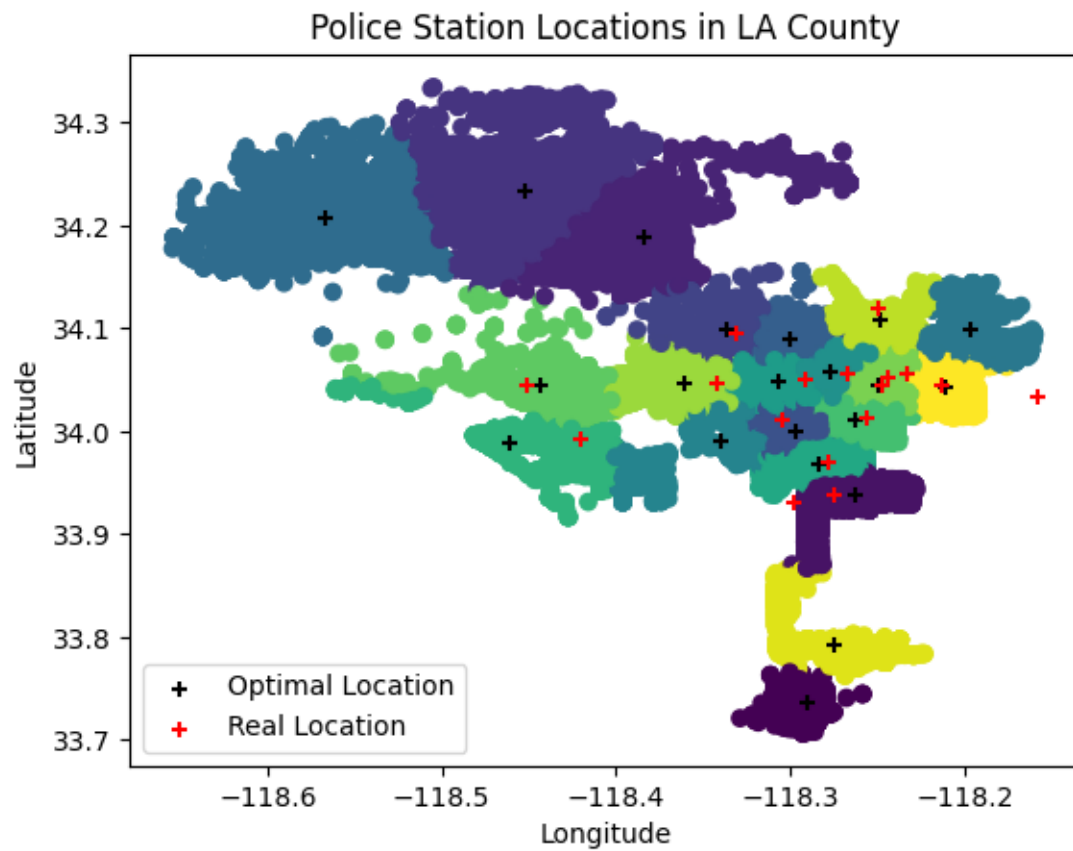 Police Station Locations in LA County
34.3
34.2
34.1
34.0
33.9
33.8
33.7
Latitude
Optimal Location
Real Location
−118.6 −118.5 −118.4 −118.3 −118.2
Longitude